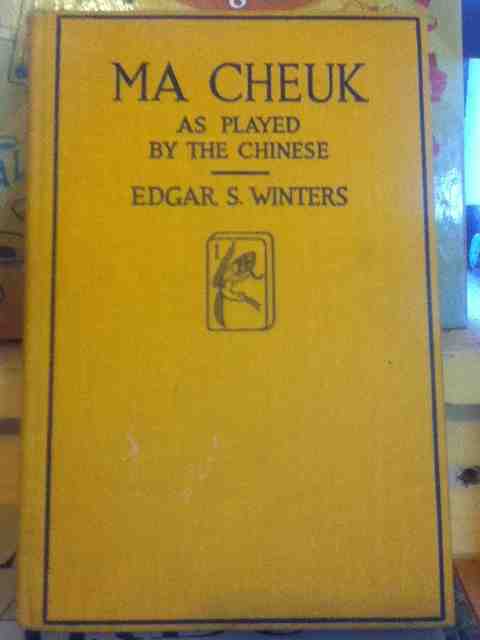 MA CHEUK
AS PLAYED
BY THE CHINESE
EDGAR S. WINTERS
1